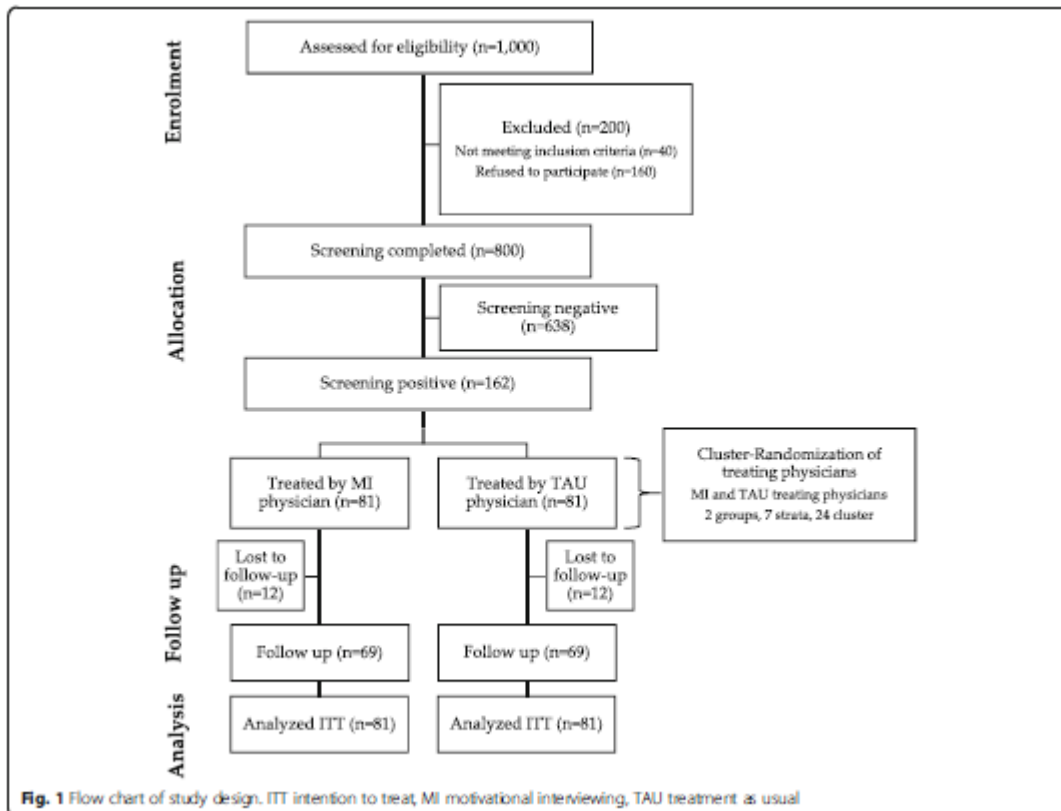 Enrolment
Assessed for eligibility (n=1,000)
Excluded (n=200)
Not meeting inclusion criteria (n=40)
Refused to participate (n=160)
Allocation
Screening completed (n=800)
Screening negative
(n=638)
Screening positive (n=162)
Treated by MI
physician (n=81)
Treated by TAU
physician (n=81)
Cluster-Randomization of
treating physicians
MI and TAU treating physicians
2 groups, 7 strata, 24 cluster
Follow up
Lost to
follow-up
(n=12)
Lost to
follow-up
(n=12)
Follow up (n=69)
Follow up (n=69)
Analysis
Analyzed ITT (n=81)
Analyzed ITT (n=81)
Fig. 1 Flow chart of study design. ITT intention to treat, MI motivational interviewing, TAU treatment as usual